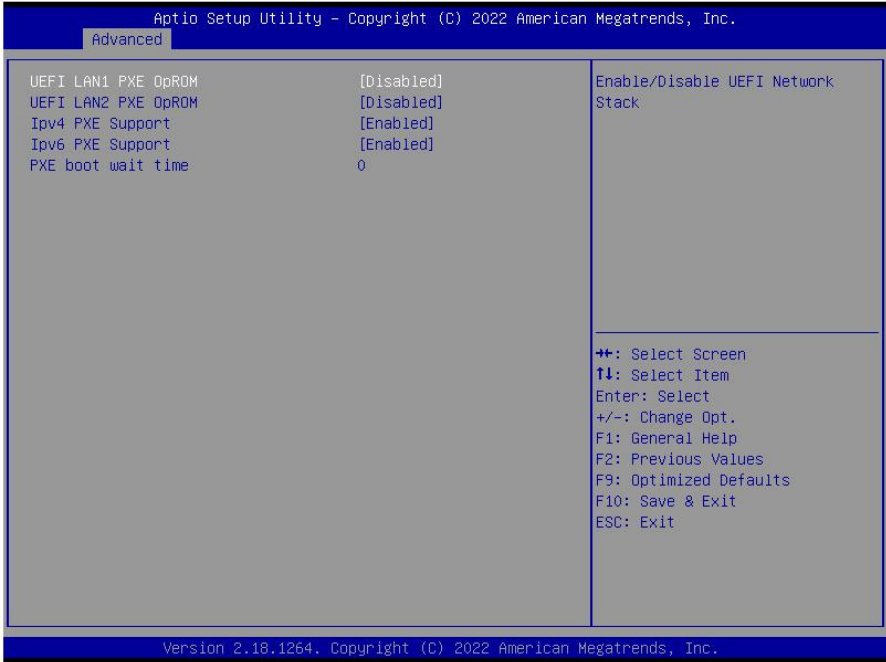 Aptio Setup Utility – Copyright (C) 2022 American Megatrends, Inc.
Advanced
UEFI LAN1 PXE OpROM [Disabled]
UEFI LAN2 PXE OpROM [Disabled]
Ipv4 PXE Support [Enabled]
Ipv6 PXE Support [Enabled]
PXE boot wait time 0
Enable/Disable UEFI Network
Stack
→←: Select Screen
↑↓: Select Item
Enter: Select
+/-: Change Opt.
F1: General Help
F2: Previous Values
F9: Optimized Defaults
F10: Save & Exit
ESC: Exit
Version 2.18.1264. Copyright (C) 2022 American Megatrends, Inc.